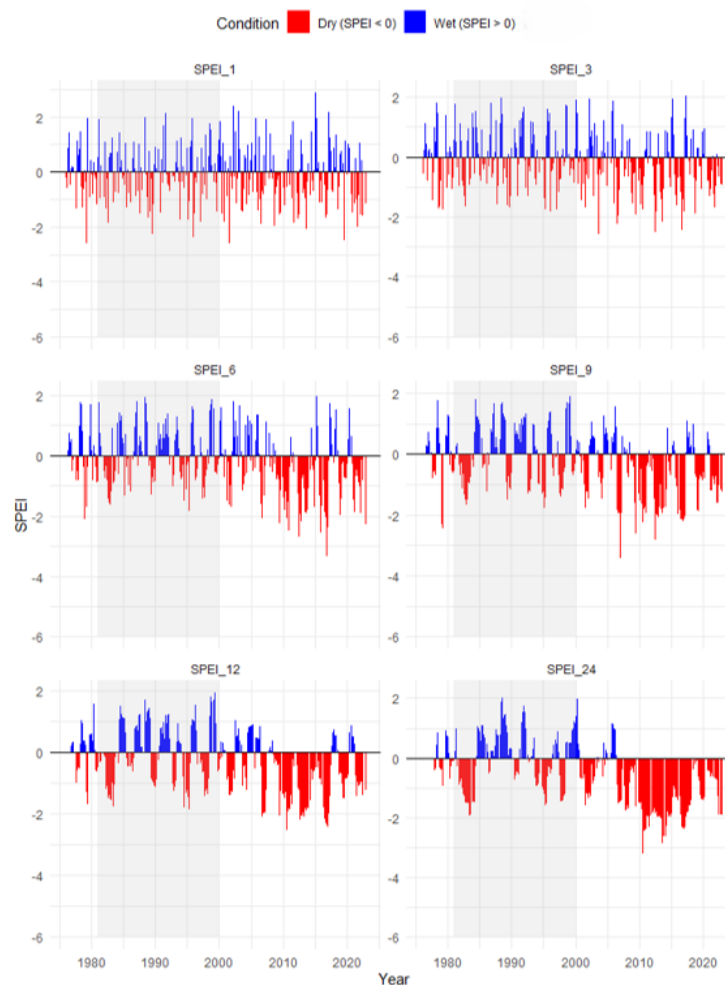 Condition Dry (SPEI < 0) Wet (SPEI > 0)
SPEI_1 SPEI_3
2 2
0 0
-2 -2
-4 -4
-6 -6
SPEI_6 SPEI_9
2 2
0 0
-2 -2
-4 -4
-6 -6
SPEI
SPEI_12 SPEI_24
2 2
0 0
-2 -2
-4 -4
-6 -6
1980 1990 2000 2010 2020 1980 1990 2000 2010 2020
Year